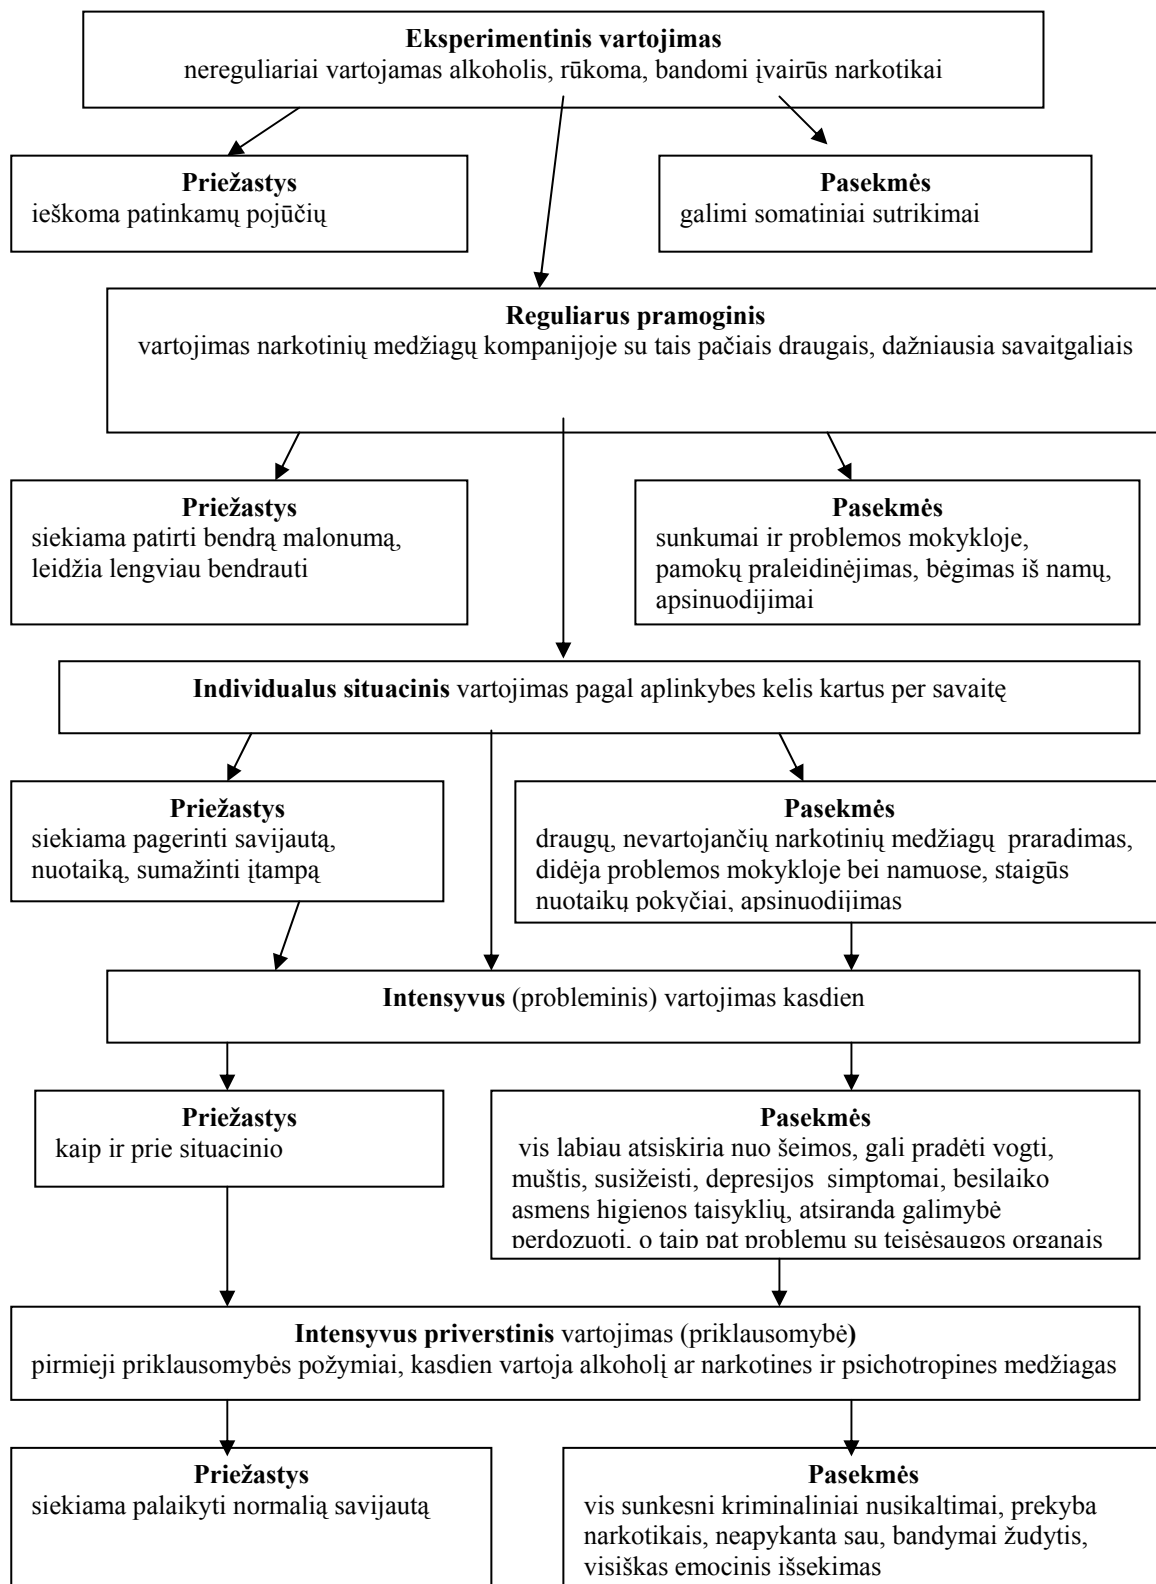 Eksperimentinis vartojimas
nereguliariai vartojamas alkoholis, rūkoma, bandomi įvairūs narkotikai
Priežastys
ieškoma patinkamų pojūčių
Pasekmės
galimi somatiniai sutrikimai
Reguliarus pramoginis
vartojimas narkotinių medžiagų kompanijoje su tais pačiais draugais, dažniausia savaitgaliais
Priežastys
siekiama patirti bendrą malonumą,
leidžia lengviau bendrauti
Pasekmės
sunkumai ir problemos mokykloje,
pamokų praleidinėjimas, bėgimas iš namų,
apsinuodijimai
Individualus situacinis vartojimas pagal aplinkybes kelis kartus per savaitę
Priežastys
siekiama pagerinti savijautą,
nuotaiką, sumažinti įtampą
Pasekmės
draugų, nevartojančių narkotinių medžiagų praradimas,
didėja problemos mokykloje bei namuose, staigūs
nuotaikų pokyčiai, apsinuodijimas
Intensyvus (probleminis) vartojimas kasdien
Priežastys
kaip ir prie situacinio
Pasekmės
vis labiau atsiskiria nuo šeimos, gali pradėti vogti,
muštis, susižeisti, depresijos simptomai, besilaiko
asmens higienos taisyklių, atsiranda galimybė
perdozuoti, o taip pat problemų su teisėsaugos organais
Intensyvus priverstinis vartojimas (priklausomybė)
pirmieji priklausomybės požymiai, kasdien vartoja alkoholį ar narkotines ir psichotropines medžiagas
Priežastys
siekiama palaikyti normalią savijautą
Pasekmės
vis sunkesni kriminaliniai nusikaltimai, prekyba
narkotikais, neapykanta sau, bandymai žudytis,
visiškas emocinis išsekimas